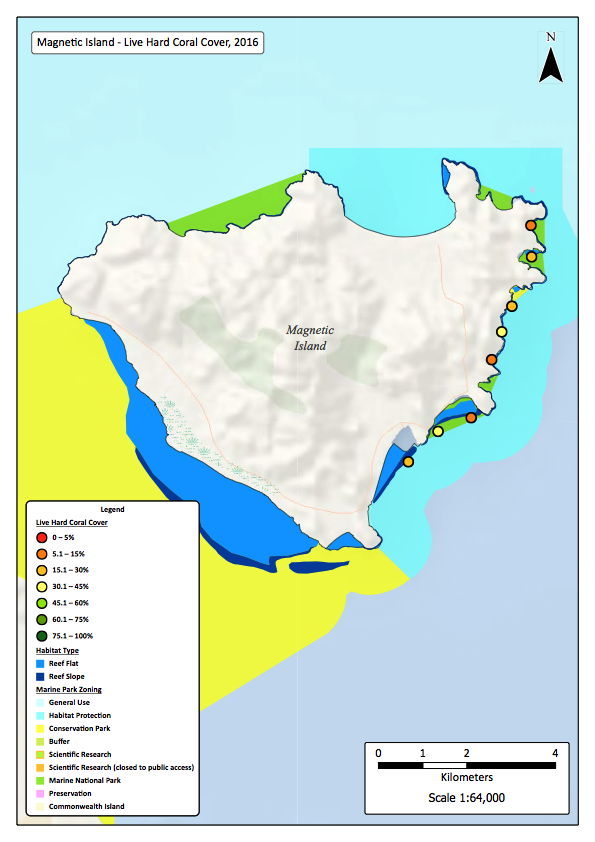 Magnetic Island - Live Hard Coral Cover, 2016
N
Magnetic
Island
Legend
Live Hard Coral Cover
0 – 5%
5.1 – 15%
15.1 – 30%
30.1 – 45%
45.1 – 60%
60.1 – 75%
75.1 – 100%
Habitat Type
Reef Flat
Reef Slope
Marine Park Zoning
General Use
Habitat Protection
Conservation Park
Buffer
Scientific Research
Scientific Research (closed to public access)
Marine National Park
Preservation
Commonwealth Island
0 1 2 4
Kilometers
Scale 1:64,000